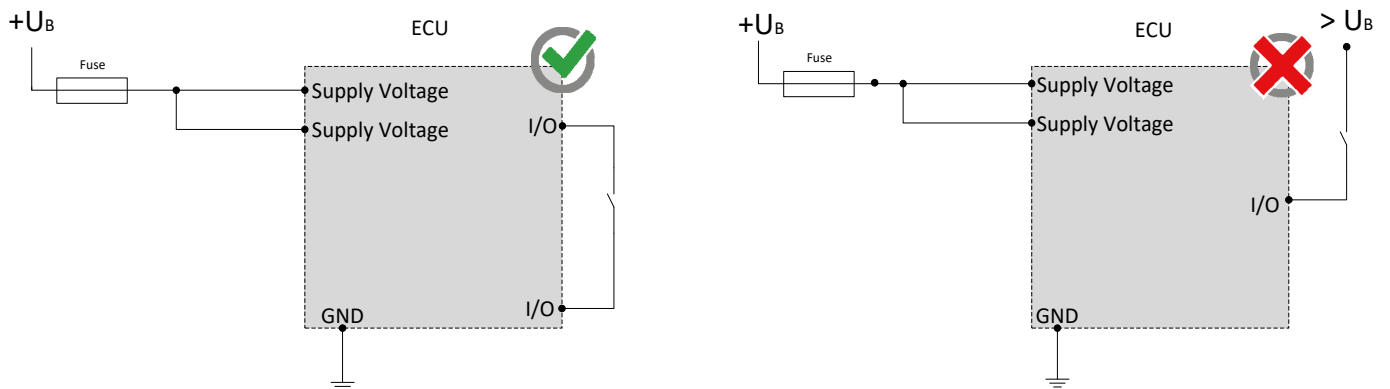 +UB
ECU
Fuse
Supply Voltage
Supply Voltage
I/O
I/O
GND
+UB
ECU
> UB
Fuse
Supply Voltage
Supply Voltage
I/O
GND